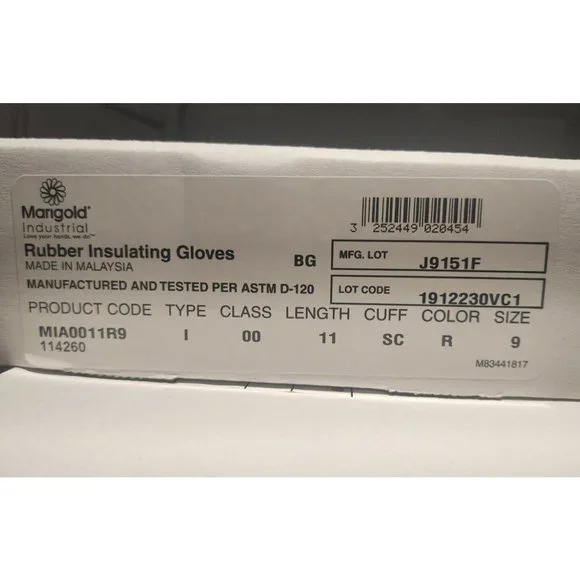 Marigold®
Industrial
Love your hands, we do™
3 252449 020454
Rubber Insulating Gloves
BG
MFG. LOT J9151F
MADE IN MALAYSIA
MANUFACTURED AND TESTED PER ASTM D-120
LOT CODE 1912230VC1
PRODUCT CODE TYPE CLASS LENGTH CUFF COLOR SIZE
MIA0011R9 I 00 11 SC R 9
114260
M83441817